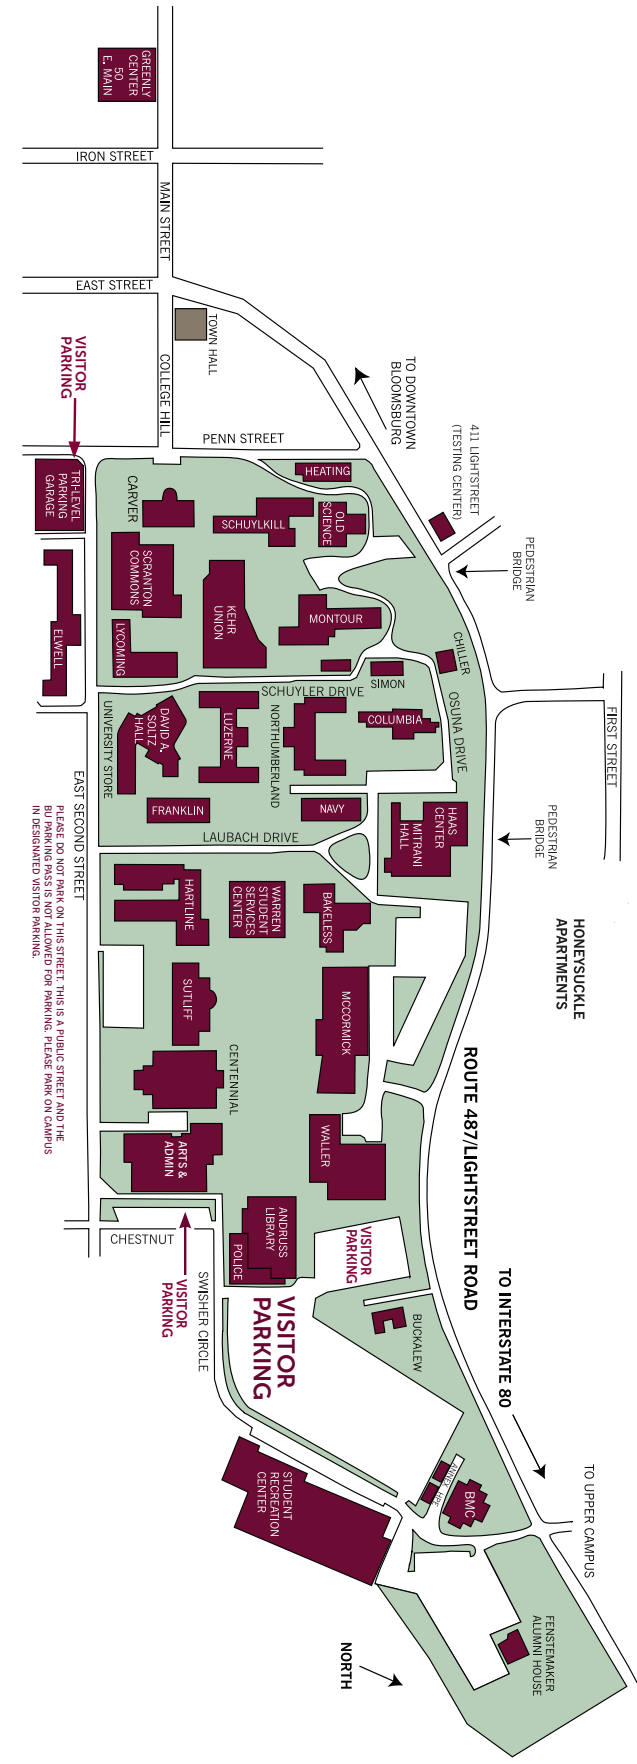 GREENLY
CENTER
50
E. MAIN
IRON STREET
MAIN STREET
EAST STREET
TOWN HALL
COLLEGE HILL
VISITOR
PARKING
TO DOWNTOWN
BLOOMSBURG
PENN STREET
411 LIGHTSTREET
(TESTING CENTER)
TRI-LEVEL
PARKING
GARAGE
HEATING
CARVER
SCHUYLKILL
OLD
SCIENCE
PEDESTRIAN
BRIDGE
SCRANTON
COMMONS
KEHR
UNION
MONTOUR
ELWELL
LYCOMING
CHILLER
SIMON
SCHUYLER DRIVE
OSUNA DRIVE
FIRST STREET
UNIVERSITY STORE
DAVID A.
SOLTZ
HALL
LUZERNE
NORTHUMBERLAND
COLUMBIA
FRANKLIN
NAVY
HAAS
CENTER
MITRANI
HALL
PEDESTRIAN
BRIDGE
LAUBACH DRIVE
EAST SECOND STREET
PLEASE DO NOT PARK ON THIS STREET. THIS IS A PUBLIC STREET AND THE
BU PARKING PASS IS NOT ALLOWED FOR PARKING. PLEASE PARK ON CAMPUS
IN DESIGNATED VISITOR PARKING.
HARTLINE
WARREN
STUDENT
SERVICES
CENTER
BAKELESS
HONEYSUCKLE
APARTMENTS
SUTLIFF
MCCORMICK
CENTENNIAL
ROUTE 487/LIGHTSTREET ROAD
ARTS &
ADMIN
WALLER
ANDRUSS
LIBRARY
POLICE
VISITOR
PARKING
CHESTNUT
VISITOR
PARKING
SWISHER CIRCLE
VISITOR
PARKING
BUCKALEW
TO INTERSTATE 80
STUDENT
RECREATION
CENTER
ANNEX
HPF
BMC
TO UPPER CAMPUS
FENSTEMAKER
ALUMNI HOUSE
NORTH